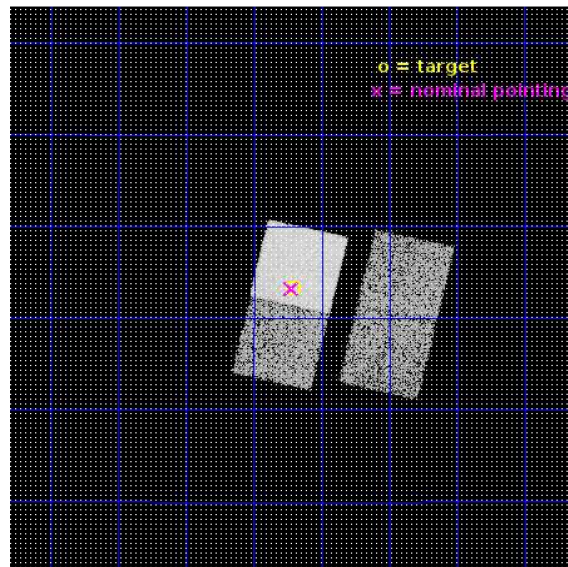 o = target
x = nominal pointing